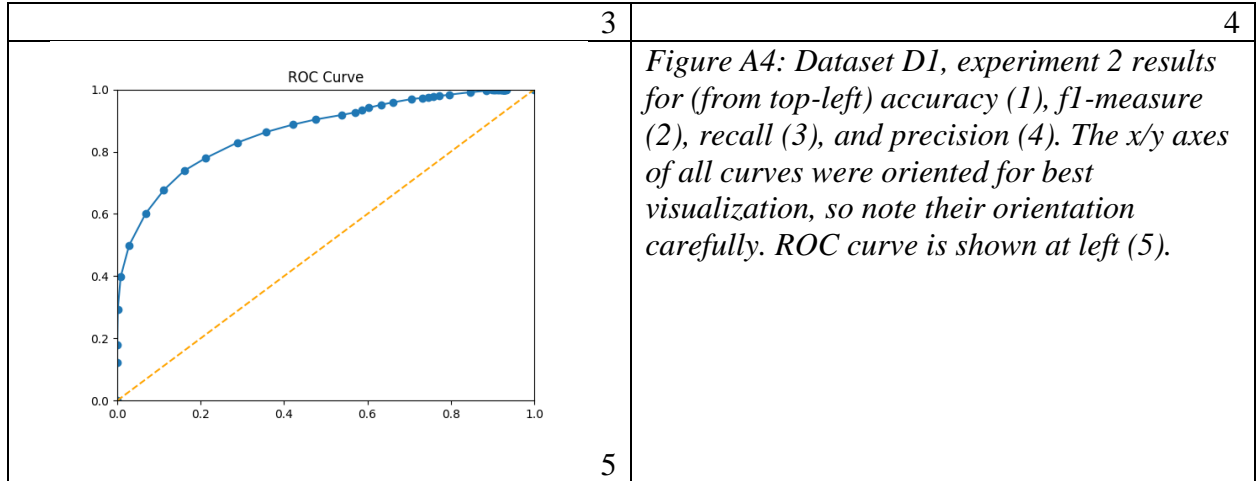 3
4
ROC Curve
1.0
0.8
0.6
0.4
0.2
0.0
0.0 0.2 0.4 0.6 0.8 1.0
5
Figure A4: Dataset D1, experiment 2 results
for (from top-left) accuracy (1), f1-measure
(2), recall (3), and precision (4). The x/y axes
of all curves were oriented for best
visualization, so note their orientation
carefully. ROC curve is shown at left (5).